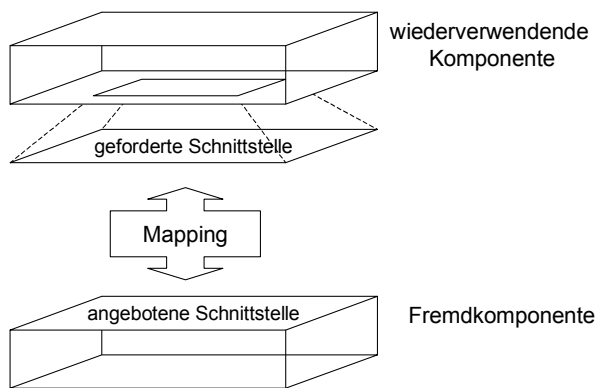 wiederverwendende
Komponente
geforderte Schnittstelle
Mapping
angebotene Schnittstelle
Fremdkomponente